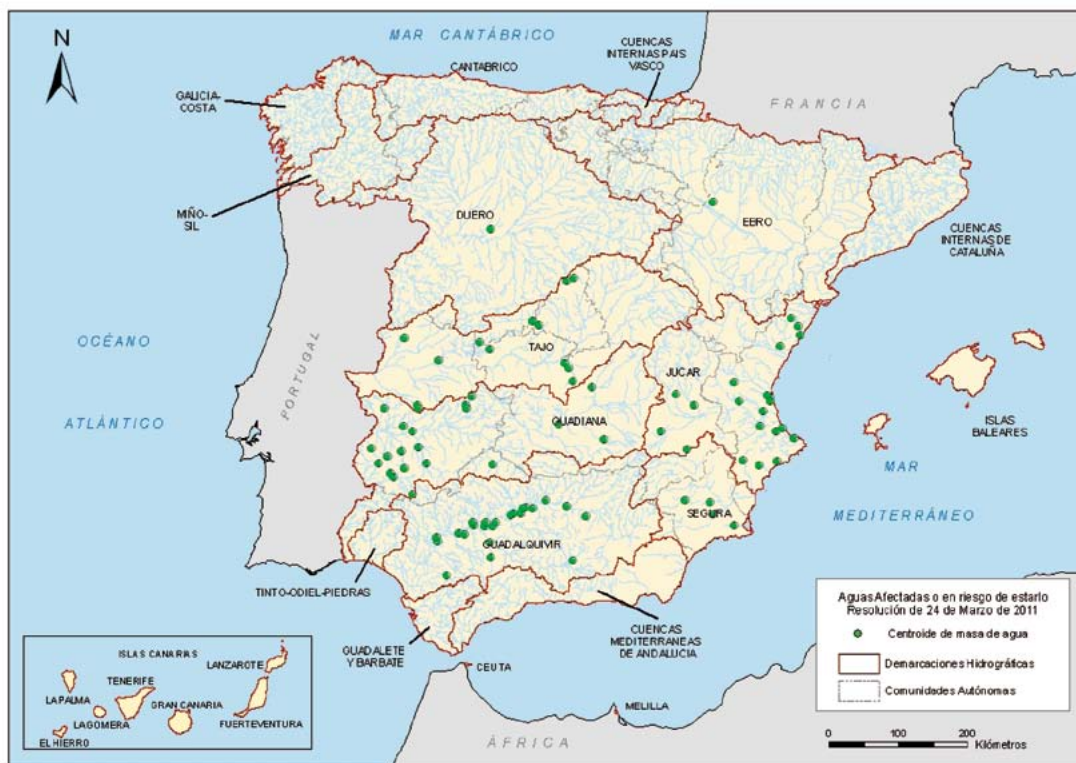 N
MAR CANTÁBRICO
CANTABRICO
CUENCAS
INTERNAS PAIS
VASCO
GALICIA-
COSTA
FRANCIA
MIÑO-
SIL
DUERO
EBRO
CUENCAS
INTERNAS DE
CATALUÑA
OCÉANO
ATLÁNTICO
PORTUGAL
TAJO
JUCAR
GUADIANA
ISLAS
BALEARES
MAR
MEDITERRÁNEO
SEGURA
GUADALQUIVIR
TINTO-ODIEL-PIEDRAS
GUADALETE
Y BARBATE
CUENCAS
MEDITERRANEAS
DE ANDALUCIA
CEUTA
MELILLA
ÁFRICA
ISLAS CANARIAS
LANZAROTE
TENERIFE
LA PALMA
GRAN CANARIA
LA GOMERA
EL HIERRO
FUERTEVENTURA
Aguas Afectadas o en riesgo de estarlo
Resolución de 24 de Marzo de 2011
Centroide de masa de agua
Demarcaciones Hidrográficas
Comunidades Autónomas
0 100 200
Kilómetros